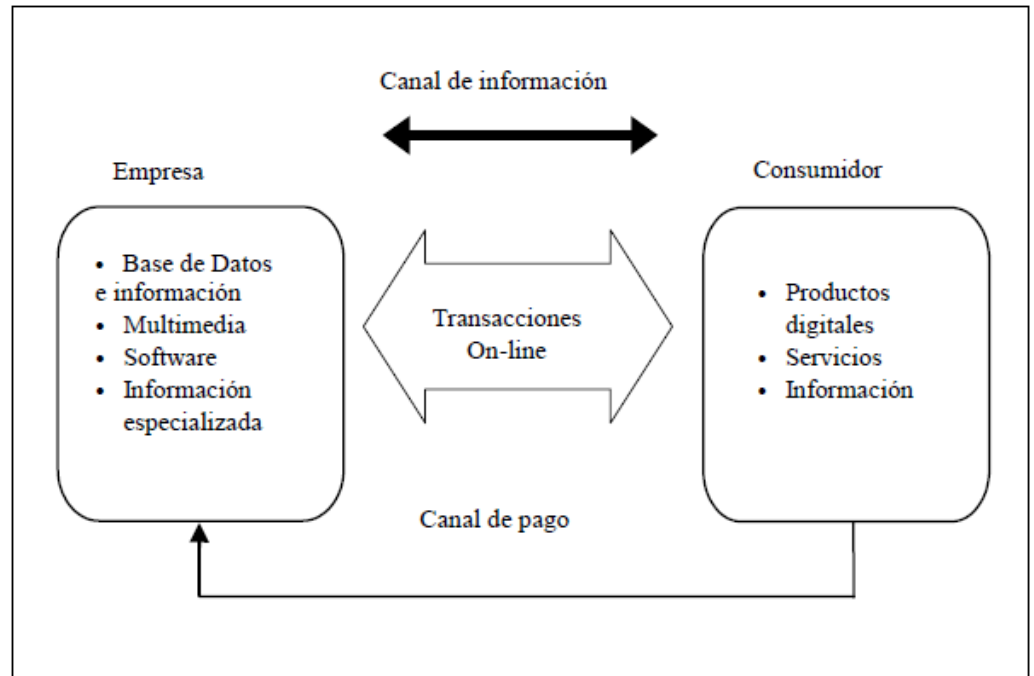 Canal de información
Empresa
Consumidor
• Base de Datos
e información
• Multimedia
• Software
• Información
especializada
Transacciones
On-line
• Productos
digitales
• Servicios
• Información
Canal de pago